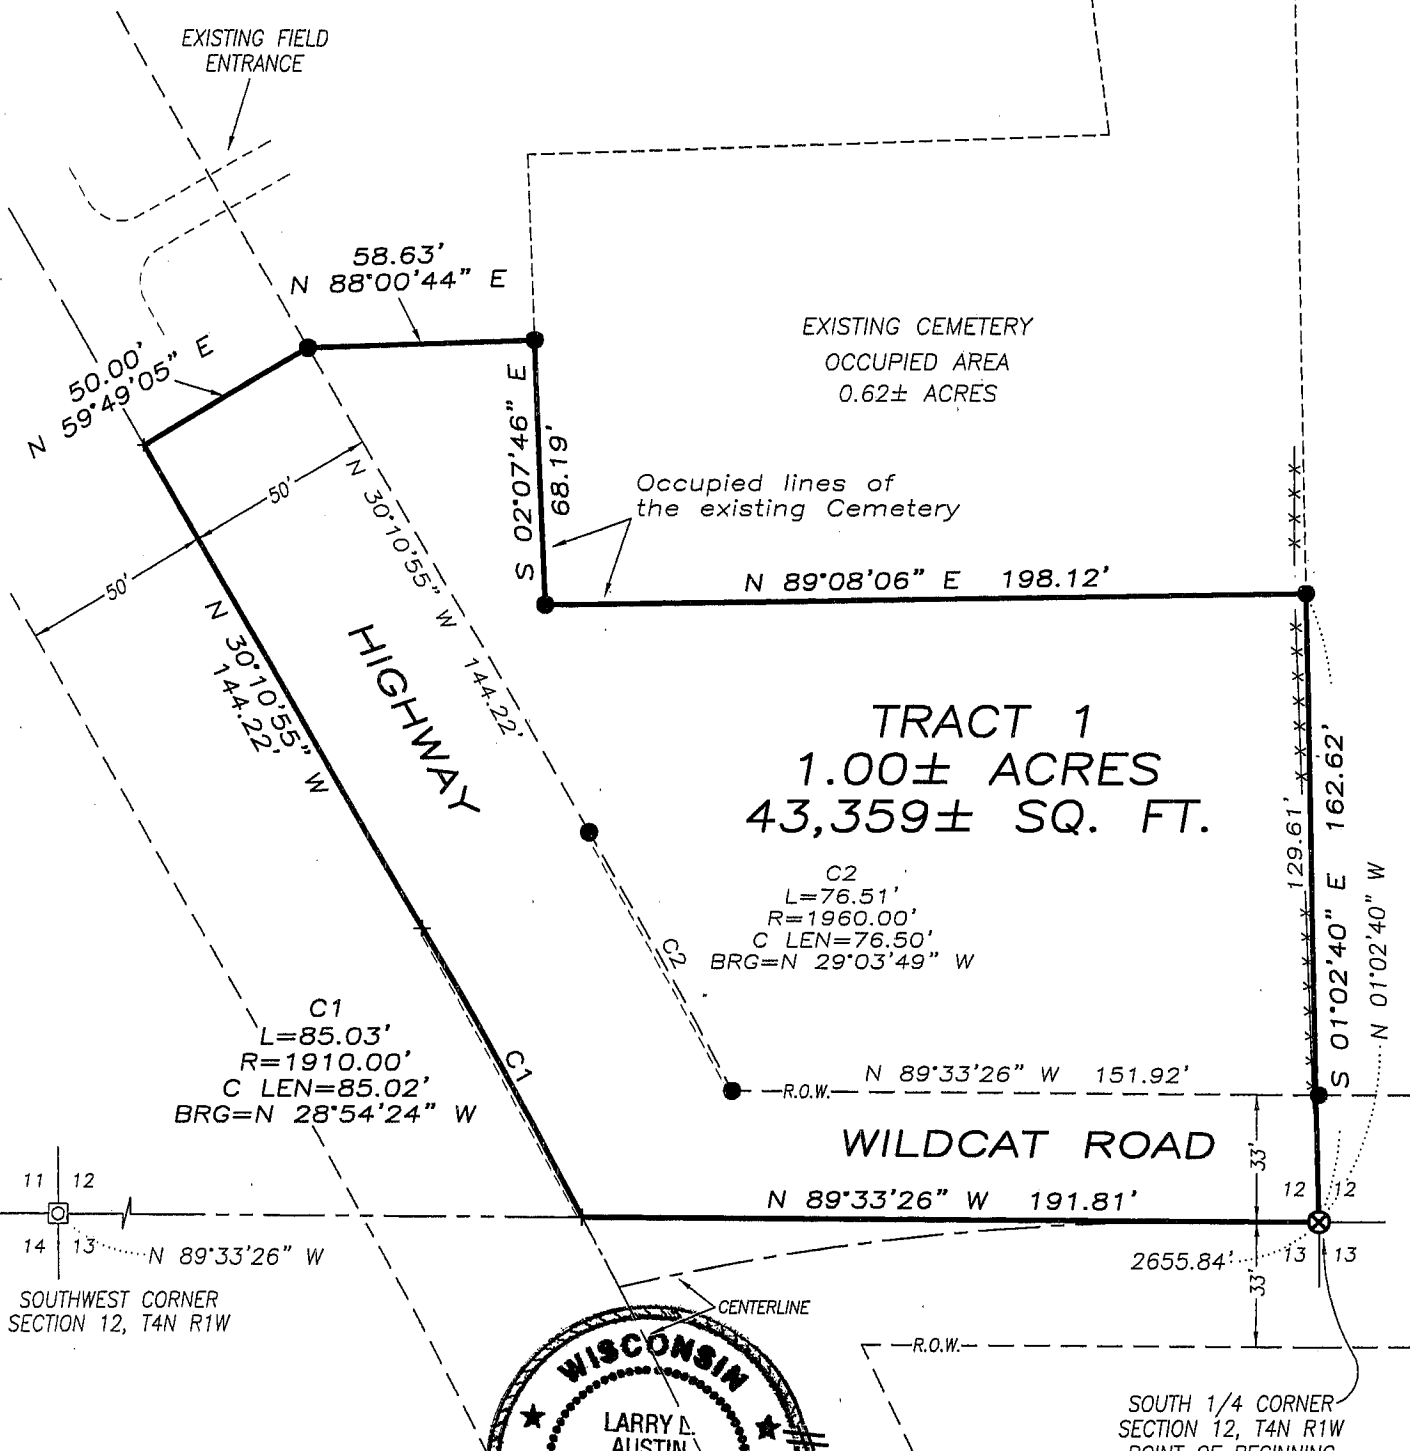 EXISTING FIELD
ENTRANCE
58.63'
N 88°00'44" E
50.00'
N 59°49'05" E
EXISTING CEMETERY
OCCUPIED AREA
0.62± ACRES
S 02°07'46" E
68.19'
Occupied lines of
the existing Cemetery
50'
50'
N 30°10'55" W 144.22'
N 89°08'06" E 198.12'
N 30°10'55" W
144.22'
HIGHWAY
TRACT 1
1.00± ACRES
43,359± SQ. FT.
129.61'
S 01°02'40" E 162.62'
N 01°02'40" W
C2
L=76.51'
R=1960.00'
C LEN=76.50'
BRG=N 29°03'49" W
C2
C1
L=85.03'
R=1910.00'
C LEN=85.02'
BRG=N 28°54'24" W
C1
R.O.W.
N 89°33'26" W 151.92'
WILDCAT ROAD
33'
N 89°33'26" W 191.81'
11 12
14 13
12 12
13 13
N 89°33'26" W
2655.84'
33'
SOUTHWEST CORNER
SECTION 12, T4N R1W
CENTERLINE
R.O.W.
WISCONSIN
LARRY L.
AUSTIN
SOUTH 1/4 CORNER
SECTION 12, T4N R1W
POINT OF BEGINNING